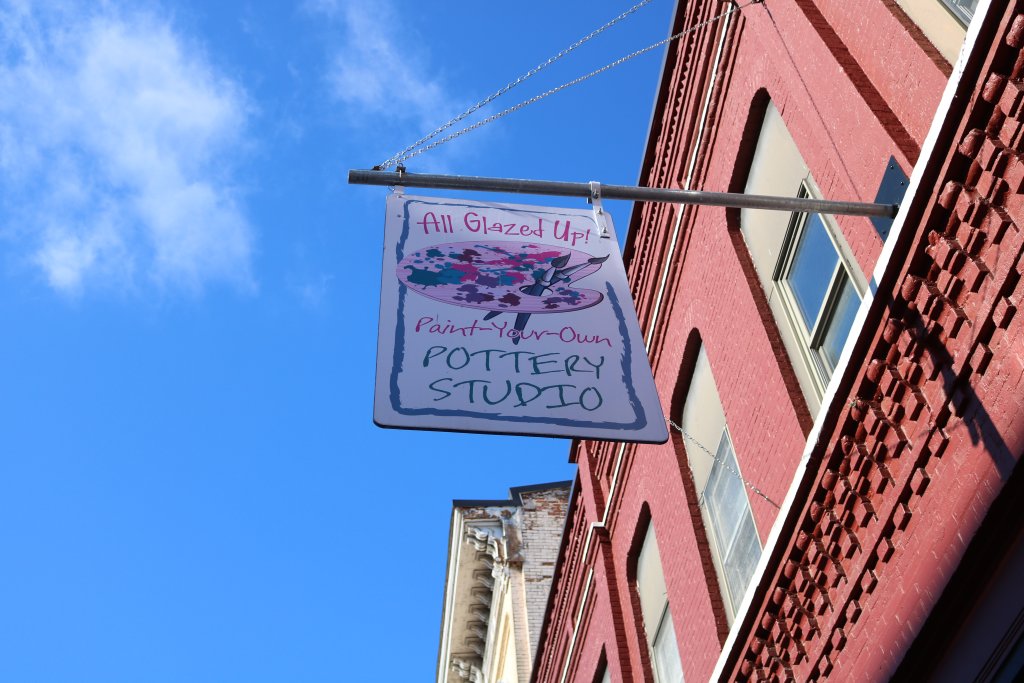 All Glazed Up!
Paint-Your-Own
POTTERY
STUDIO